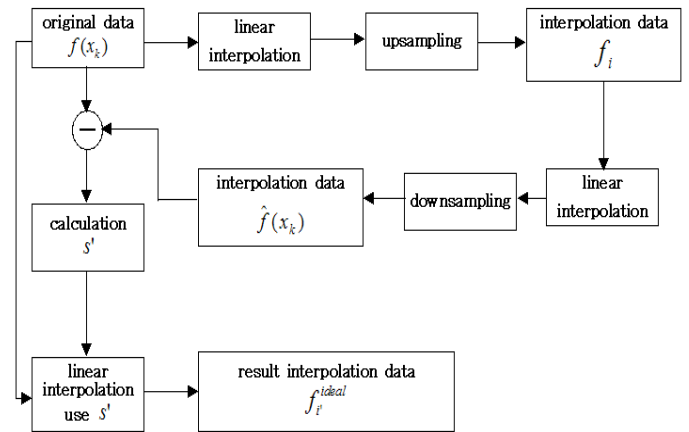 original data
f(x_k)
linear
interpolation
upsampling
interpolation data
f_i
−
interpolation data
f̂(x_k)
downsampling
linear
interpolation
calculation
s'
linear
interpolation
use s'
result interpolation data
f_{i'}^{ideal}